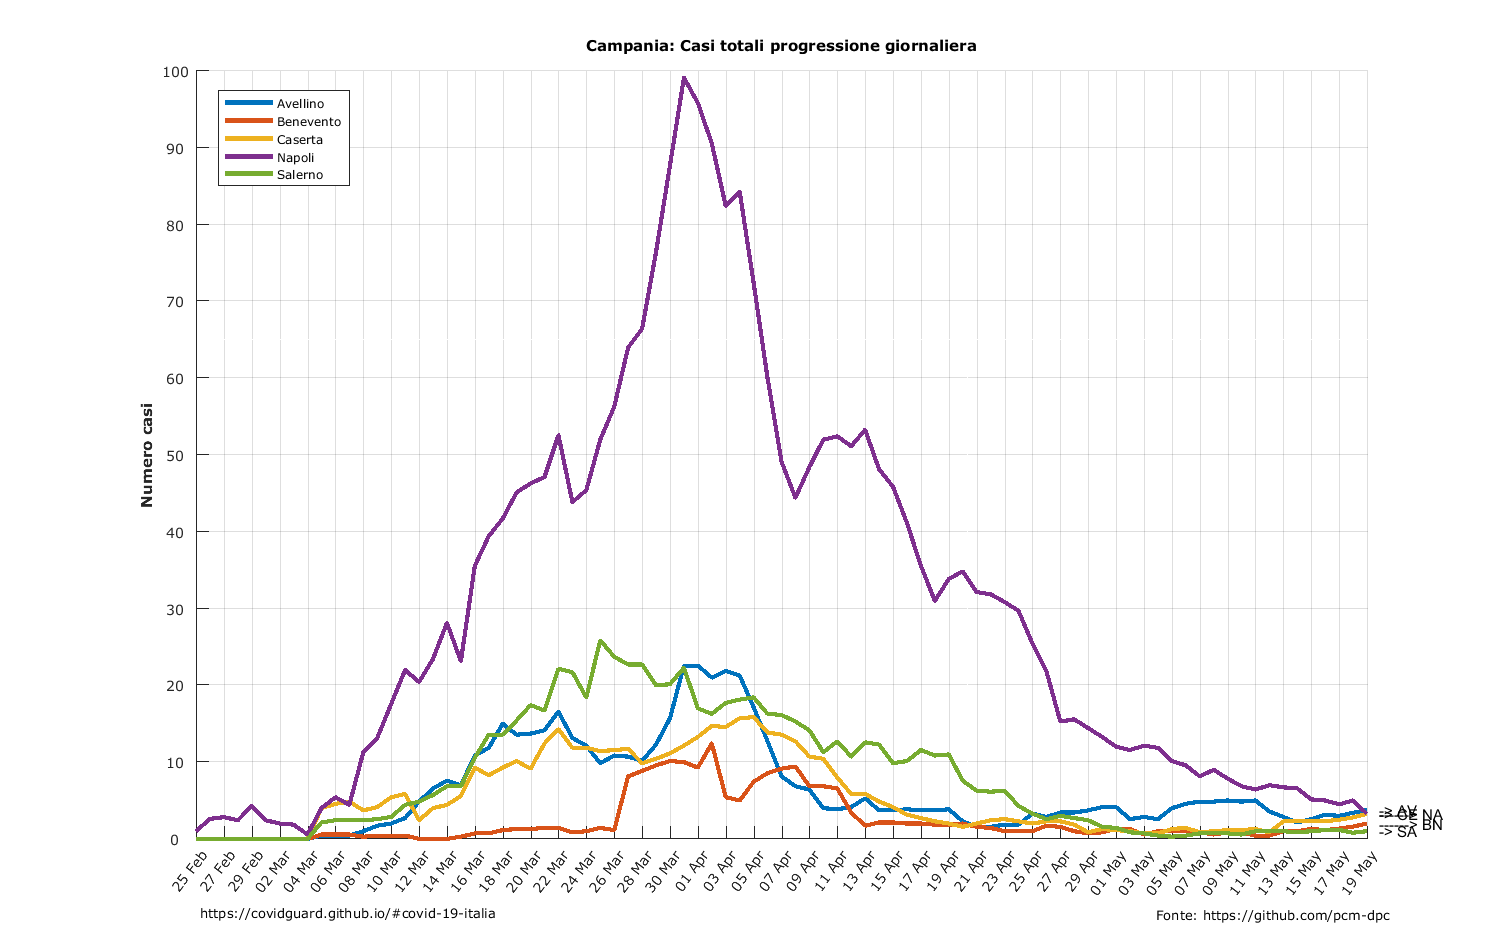 Campania: Casi totali progressione giornaliera
100
90
80
70
60
50
40
30
20
10
0
Numero casi
Avellino
Benevento
Caserta
Napoli
Salerno
25 Feb
27 Feb
29 Feb
02 Mar
04 Mar
06 Mar
08 Mar
10 Mar
12 Mar
14 Mar
16 Mar
18 Mar
20 Mar
22 Mar
24 Mar
26 Mar
28 Mar
30 Mar
01 Apr
03 Apr
05 Apr
07 Apr
09 Apr
11 Apr
13 Apr
15 Apr
17 Apr
19 Apr
21 Apr
23 Apr
25 Apr
27 Apr
29 Apr
01 May
03 May
05 May
07 May
09 May
11 May
13 May
15 May
17 May
19 May
> AV
> CE
NA
> BN
> SA
https://covidguard.github.io/#covid-19-italia
Fonte: https://github.com/pcm-dpc